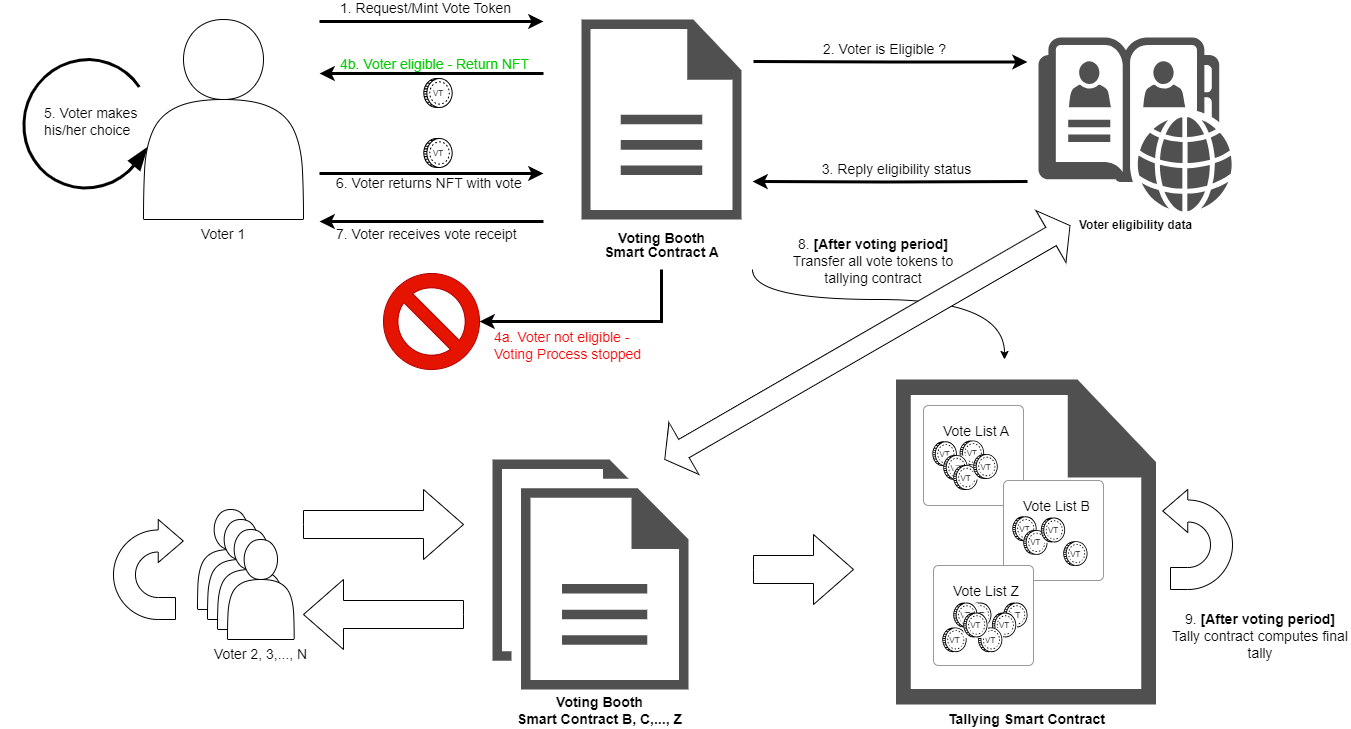 1. Request/Mint Vote Token
2. Voter is Eligible ?
4b. Voter eligible - Return NFT
VT
5. Voter makes
his/her choice
VT
3. Reply eligibility status
6. Voter returns NFT with vote
Voter 1
7. Voter receives vote receipt
Voting Booth
Smart Contract A
Voter eligibility data
8. [After voting period]
Transfer all vote tokens to
tallying contract
4a. Voter not eligible -
Voting Process stopped
Vote List A
VT
VT
VT
VT
VT
Vote List B
VT
VT
VT
VT
Vote List Z
VT
VT
VT
VT
VT
VT
9. [After voting period]
Tally contract computes final
tally
Voter 2, 3,..., N
Voting Booth
Smart Contract B, C,..., Z
Tallying Smart Contract